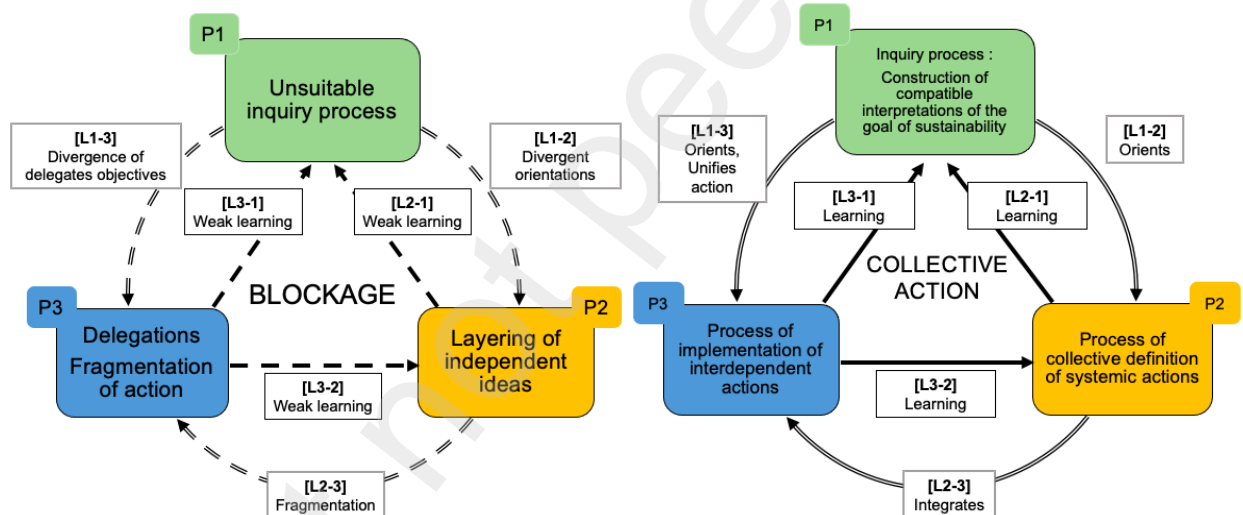 P1
Unsuitable
inquiry process
[L1-3]
Divergence of
delegates objectives
[L1-2]
Divergent
orientations
[L3-1]
Weak learning
[L2-1]
Weak learning
BLOCKAGE
P3
Delegations
Fragmentation
of action
P2
Layering of
independent
ideas
[L3-2]
Weak learning
[L2-3]
Fragmentation
P1
Inquiry process :
Construction of
compatible
interpretations of the
goal of sustainability
[L1-3]
Orients,
Unifies
action
[L1-2]
Orients
[L3-1]
Learning
[L2-1]
Learning
COLLECTIVE
ACTION
P3
Process of
implementation of
interdependent
actions
P2
Process of
collective definition
of systemic actions
[L3-2]
Learning
[L2-3]
Integrates
not pee